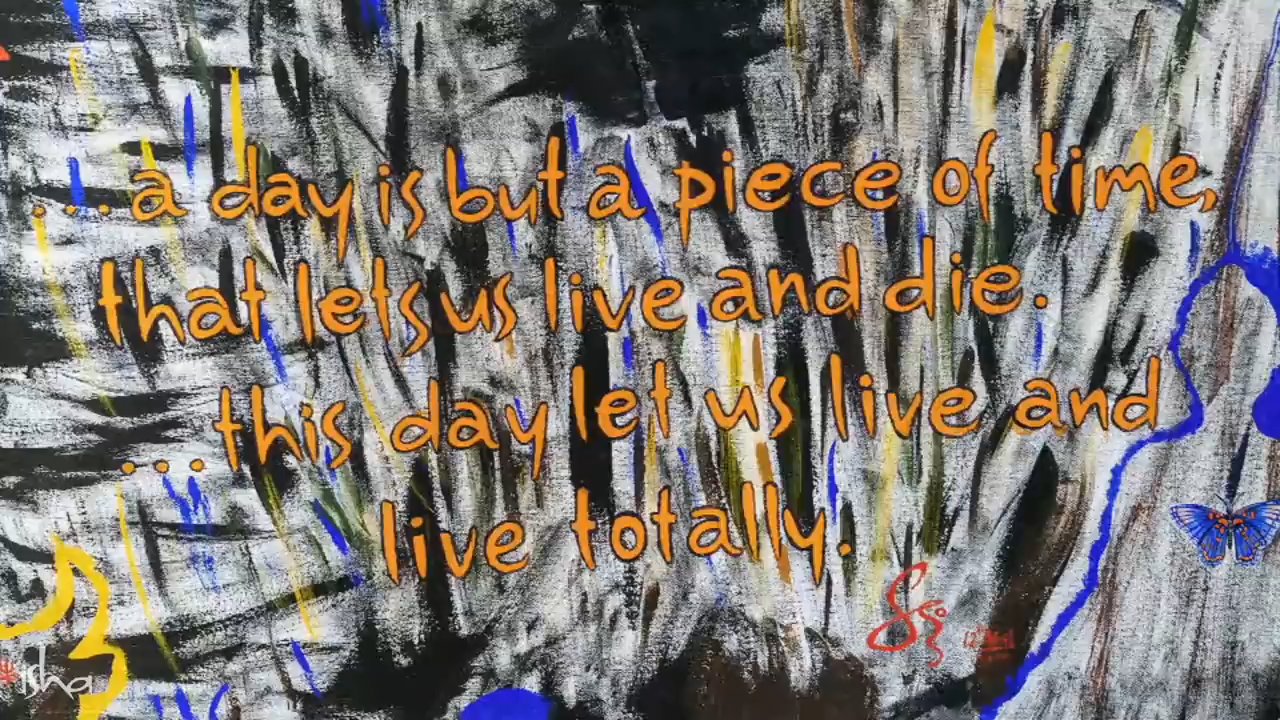 ...a day is but a piece of time,
that lets us live and die.
...this day let us live and
live totally.
isha